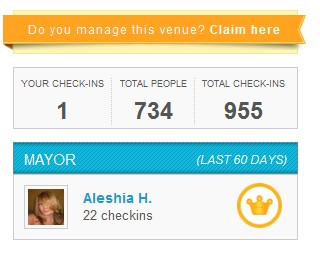 Do you manage this venue? Claim here
YOUR CHECK-INS TOTAL PEOPLE TOTAL CHECK-INS
1 734 955
MAYOR (LAST 60 DAYS)
Aleshia H.
22 checkins